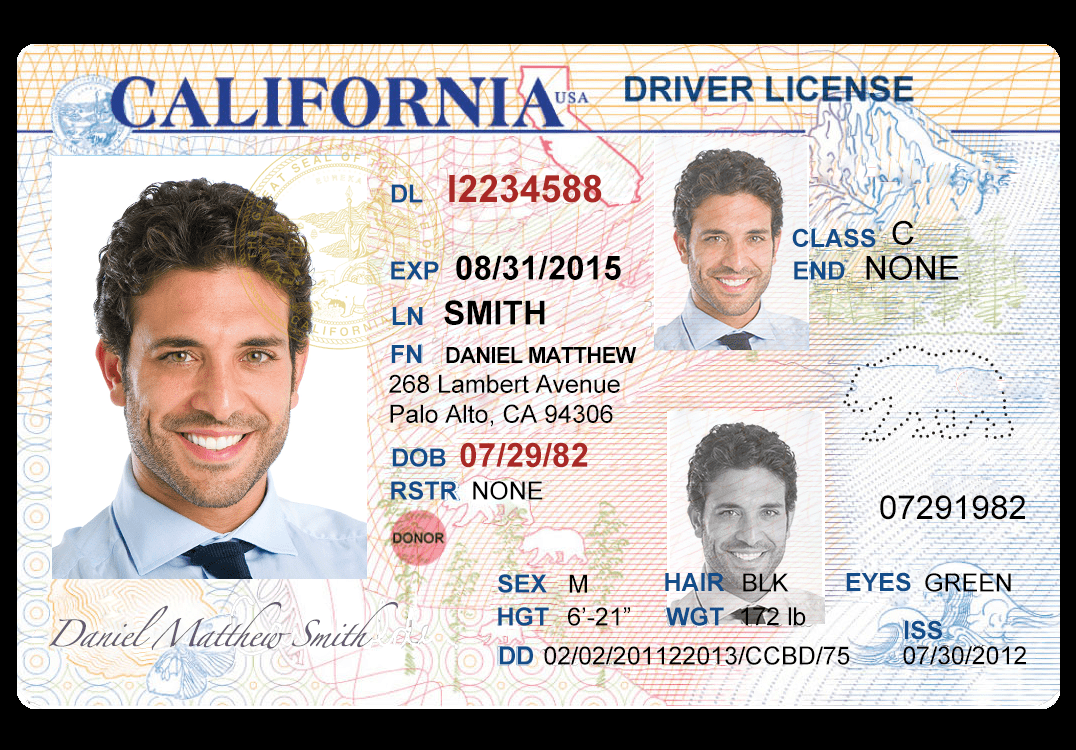 CALIFORNIA USA DRIVER LICENSE
DL I2234588
CLASS C
END NONE
EXP 08/31/2015
LN SMITH
FN DANIEL MATTHEW
268 Lambert Avenue
Palo Alto, CA 94306
DOB 07/29/82
RSTR NONE
07291982
DONOR
SEX M HAIR BLK EYES GREEN
HGT 6’-21” WGT 172 lb
ISS
DD 02/02/201122013/CCBD/75 07/30/2012
Daniel Matthew Smith